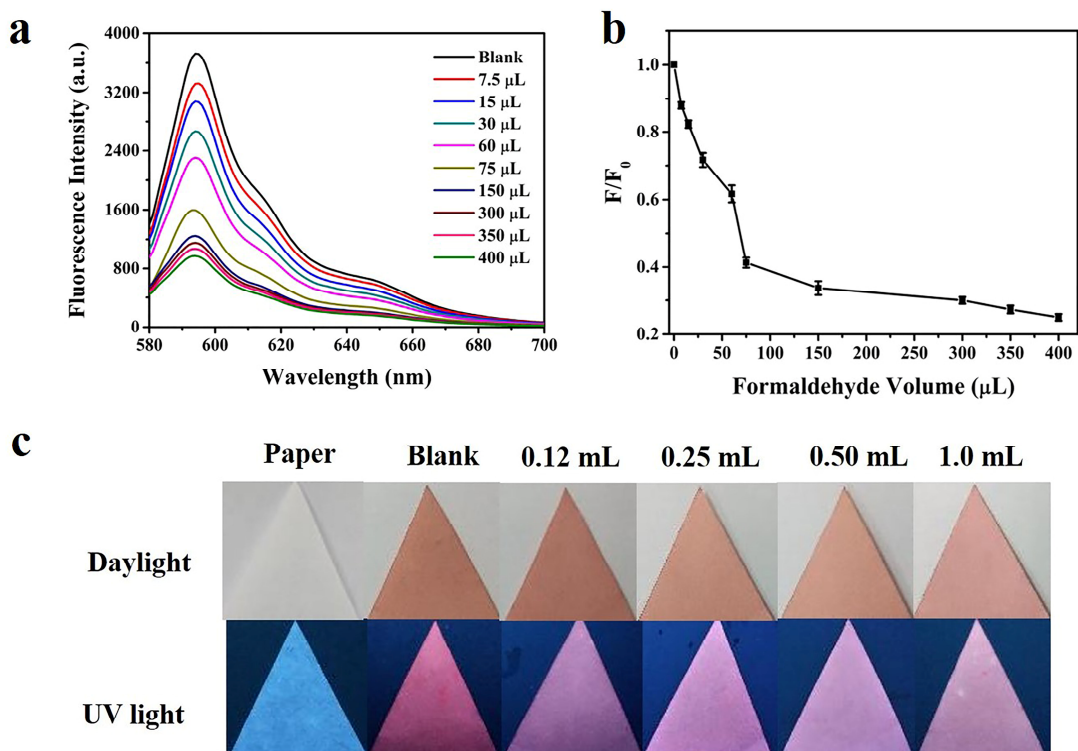 a
4000
3200
2400
1600
800
0
580 600 620 640 660 680 700
Fluorescence Intensity (a.u.)
Wavelength (nm)
Blank
7.5 μL
15 μL
30 μL
60 μL
75 μL
150 μL
300 μL
350 μL
400 μL
b
1.0
0.8
0.6
0.4
0.2
0 50 100 150 200 250 300 350 400
F/F0
Formaldehyde Volume (μL)
c
Paper Blank 0.12 mL 0.25 mL 0.50 mL 1.0 mL
Daylight
UV light